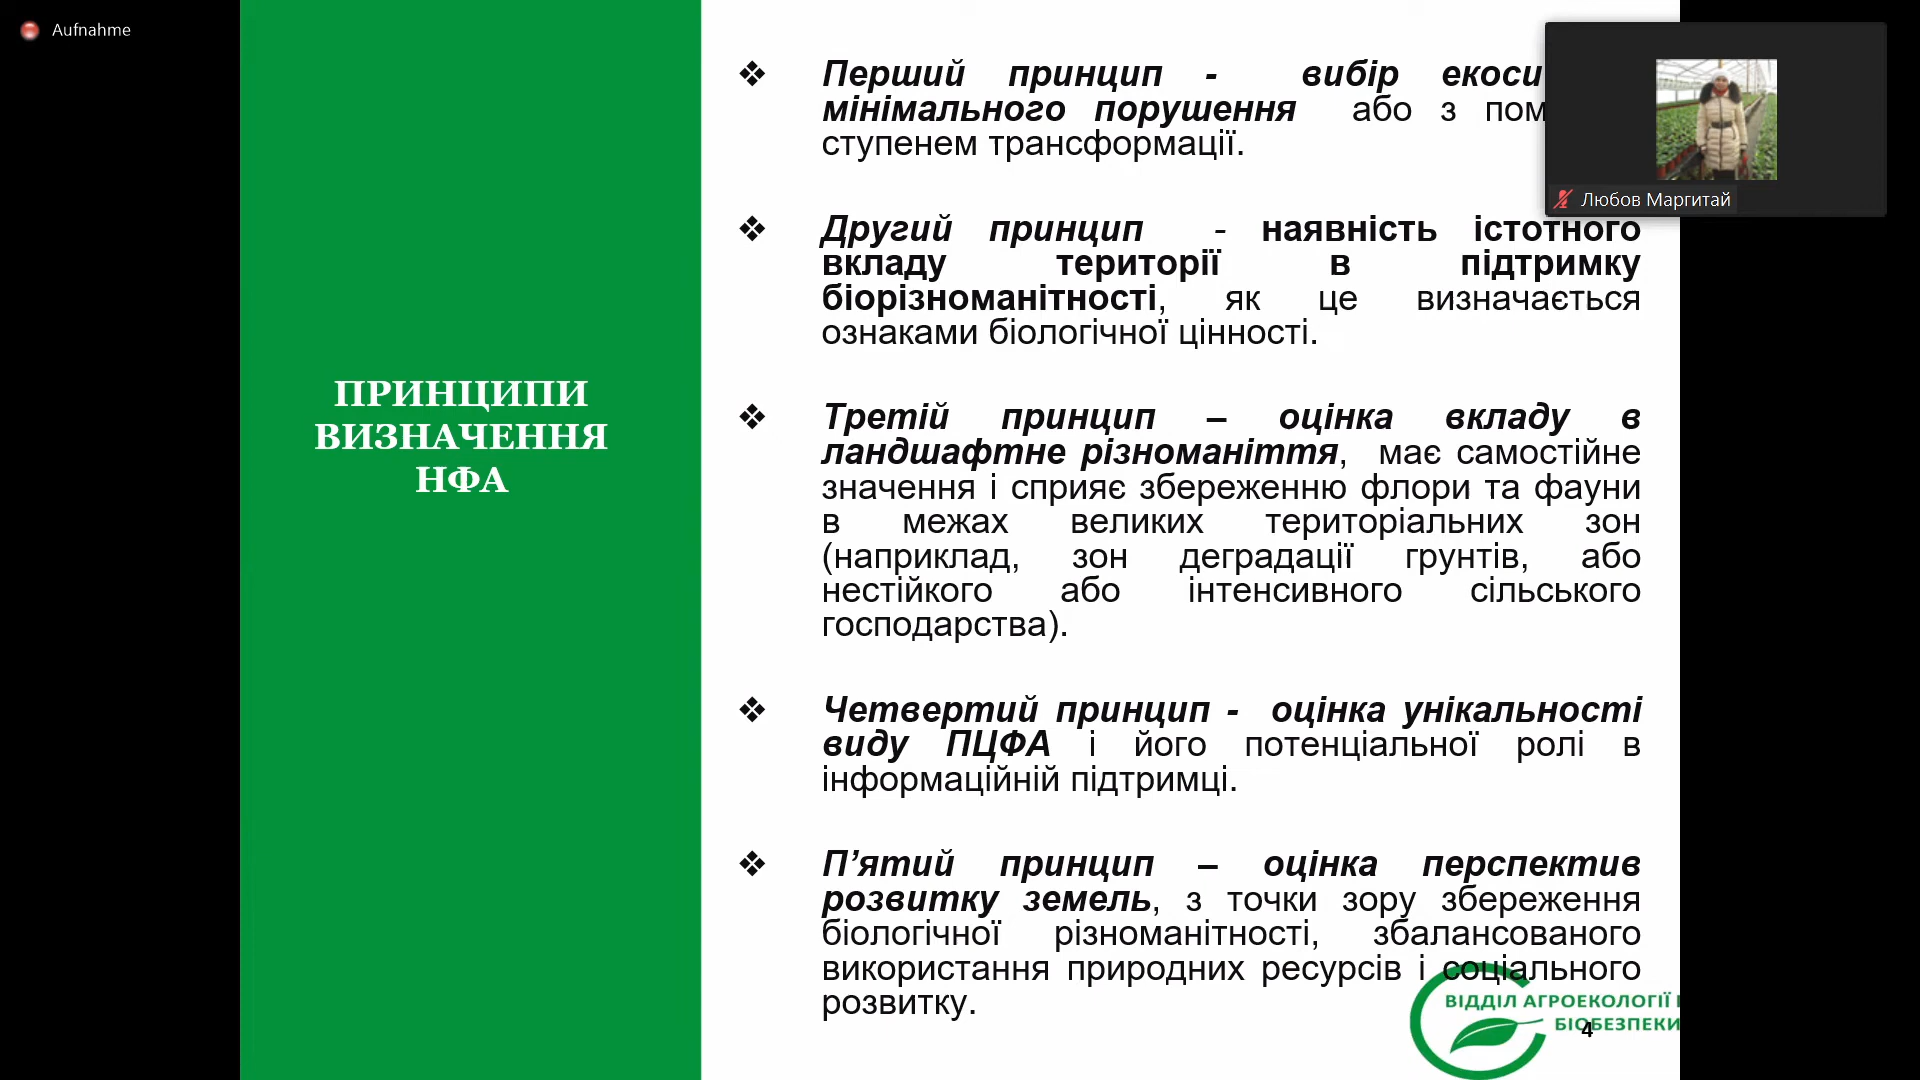 Aufnahme
ПРИНЦИПИ
ВИЗНАЧЕННЯ
НФА
❖ Перший принцип - вибір
мінімального порушення або з
ступенем трансформації.
❖ Другий принцип - наявність істотного
вкладу території в підтримку
біорізноманітності, як це визначається
ознаками біологічної цінності.
❖ Третій принцип – оцінка вкладу в
ландшафтне різноманіття, має самостійне
значення і сприяє збереженню флори та фауни
в межах великих територіальних зон
(наприклад, зон деградації грунтів, або
нестійкого або інтенсивного сільського
господарства).
❖ Четвертий принцип - оцінка унікальності
виду ПЦФА і його потенціальної ролі в
інформаційній підтримці.
❖ П’ятий принцип – оцінка перспектив
розвитку земель, з точки зору збереження
біологічної різноманітності, збалансованого
використання природних ресурсів і соціального
розвитку.
ВІДДІЛ АГРОЕКОЛОГІЇ
БІОБЕЗПЕКИ
4
Любов Маргитай